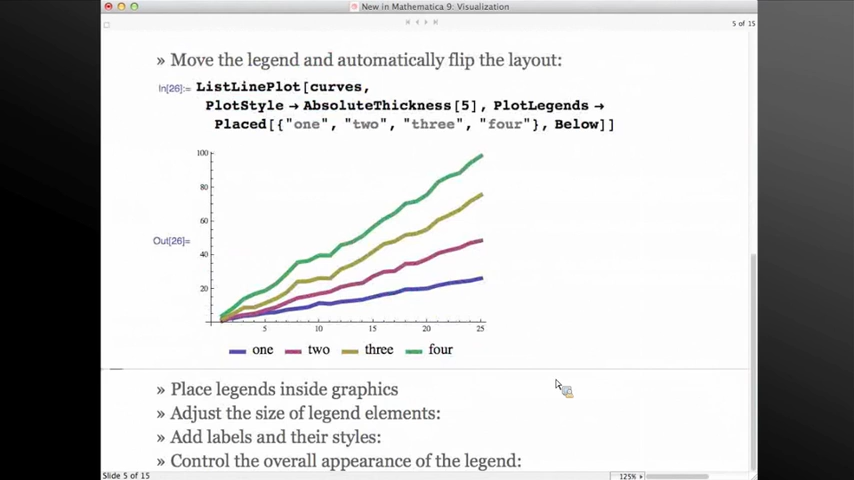 New in Mathematica 9: Visualization
5 of 15
» Move the legend and automatically flip the layout:
In[26]:= ListLinePlot[curves,
PlotStyle → AbsoluteThickness[5], PlotLegends →
Placed[{"one", "two", "three", "four"}, Below]]
Out[26]=
100
80
60
40
20
5 10 15 20 25
one two three four
» Place legends inside graphics
» Adjust the size of legend elements:
» Add labels and their styles:
» Control the overall appearance of the legend:
Slide 5 of 15
125%